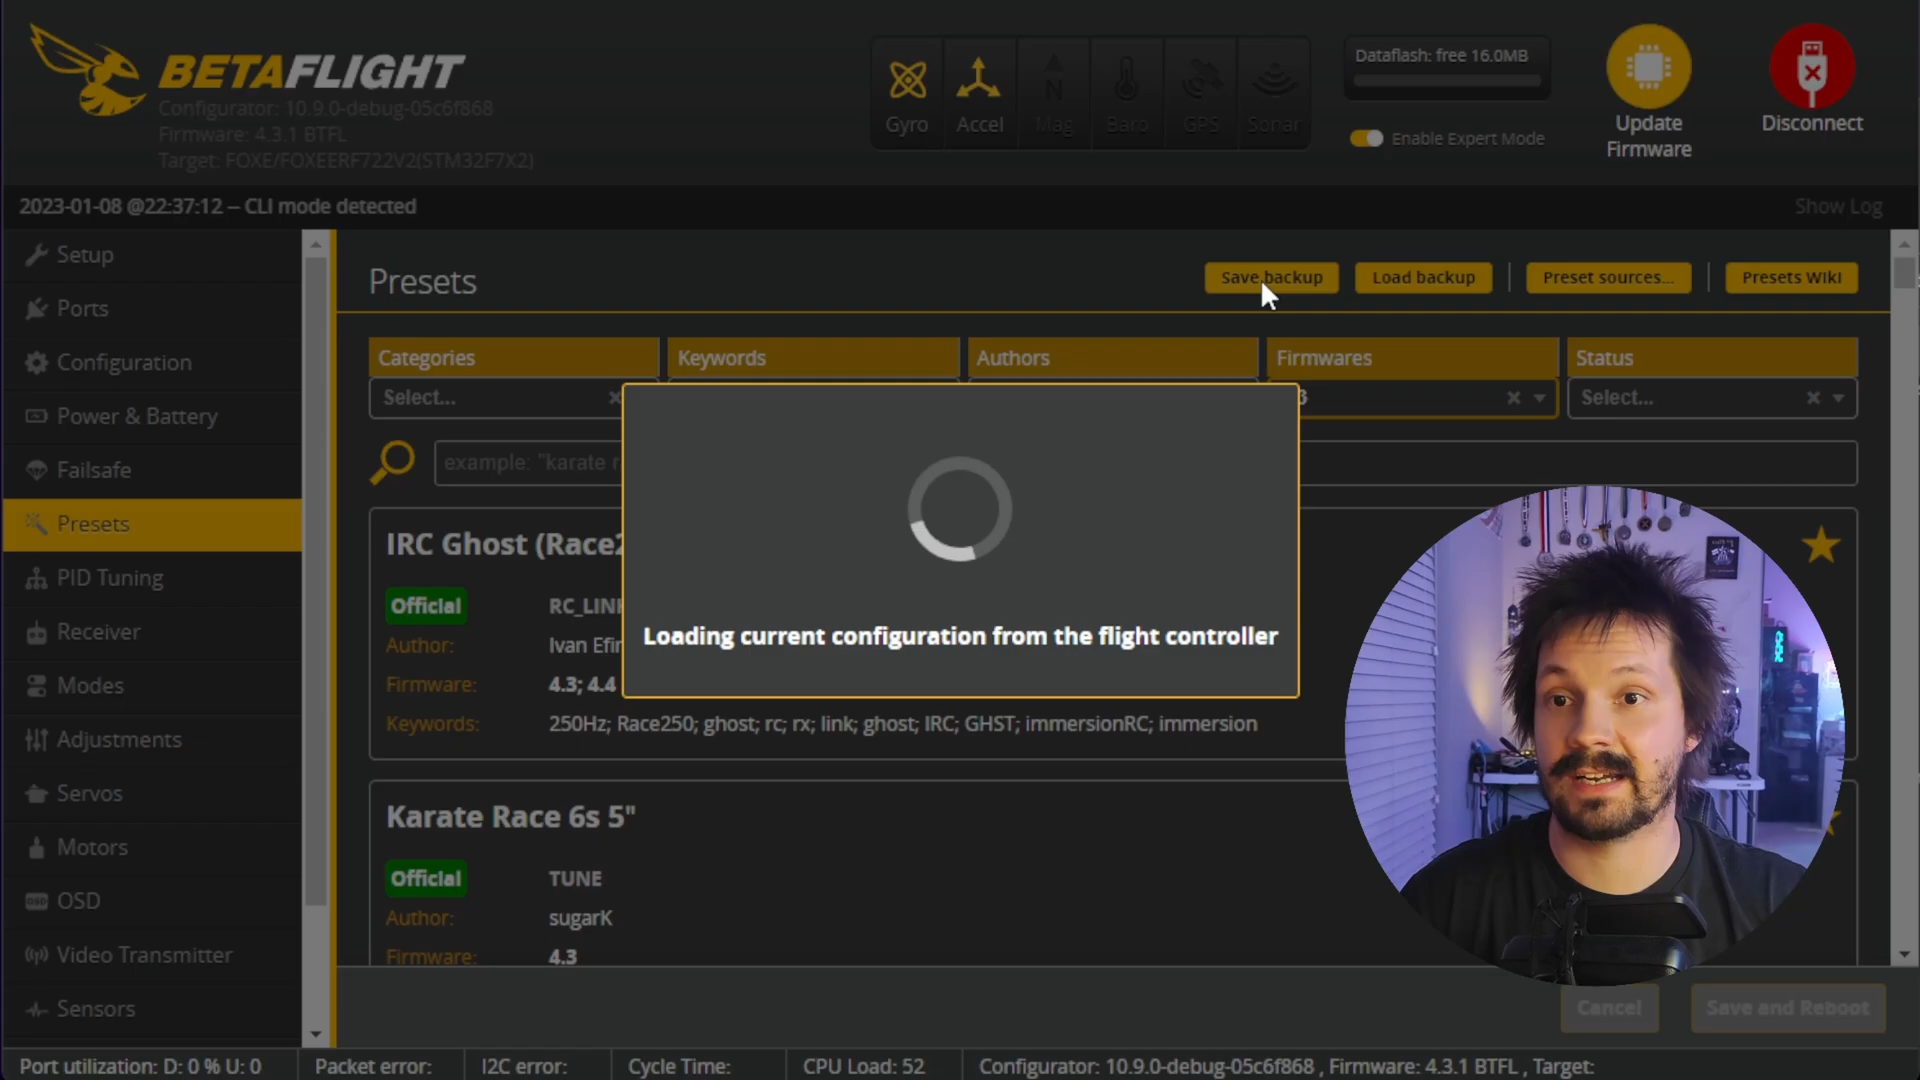 BETAFLIGHT
Configurator: 10.9.0-debug-05c6f868
Firmware: 4.3.1 BTFL
Target: FOXE/FOXEERF722V2(STM32F7X2)
Gyro
Accel
Mag
Baro
GPS
Sonar
Dataflash: free 16.0MB
Enable Expert Mode
Update
Firmware
Disconnect
2023-01-08 @22:37:12 -- CLI mode detected
Show Log
Setup
Ports
Configuration
Power & Battery
Failsafe
Presets
PID Tuning
Receiver
Modes
Adjustments
Servos
Motors
OSD
Video Transmitter
Sensors
Presets
Save backup
Load backup
Preset sources...
Presets Wiki
Categories
Keywords
Authors
Firmwares
Status
Select...
3
Select...
example: "karate r
Loading current configuration from the flight controller
IRC Ghost (Race2
Official
RC_LIN
Author:
Ivan Efi
Firmware:
4.3; 4.4
Keywords:
250Hz; Race250; ghost; rc; rx; link; ghost; IRC; GHST; immersionRC; immersion
Karate Race 6s 5"
Official
TUNE
Author:
sugarK
Firmware:
4.3
Cancel
Save and Reboot
Port utilization: D: 0 % U: 0
Packet error:
I2C error:
Cycle Time:
CPU Load: 52
Configurator: 10.9.0-debug-05c6f868 , Firmware: 4.3.1 BTFL , Target: